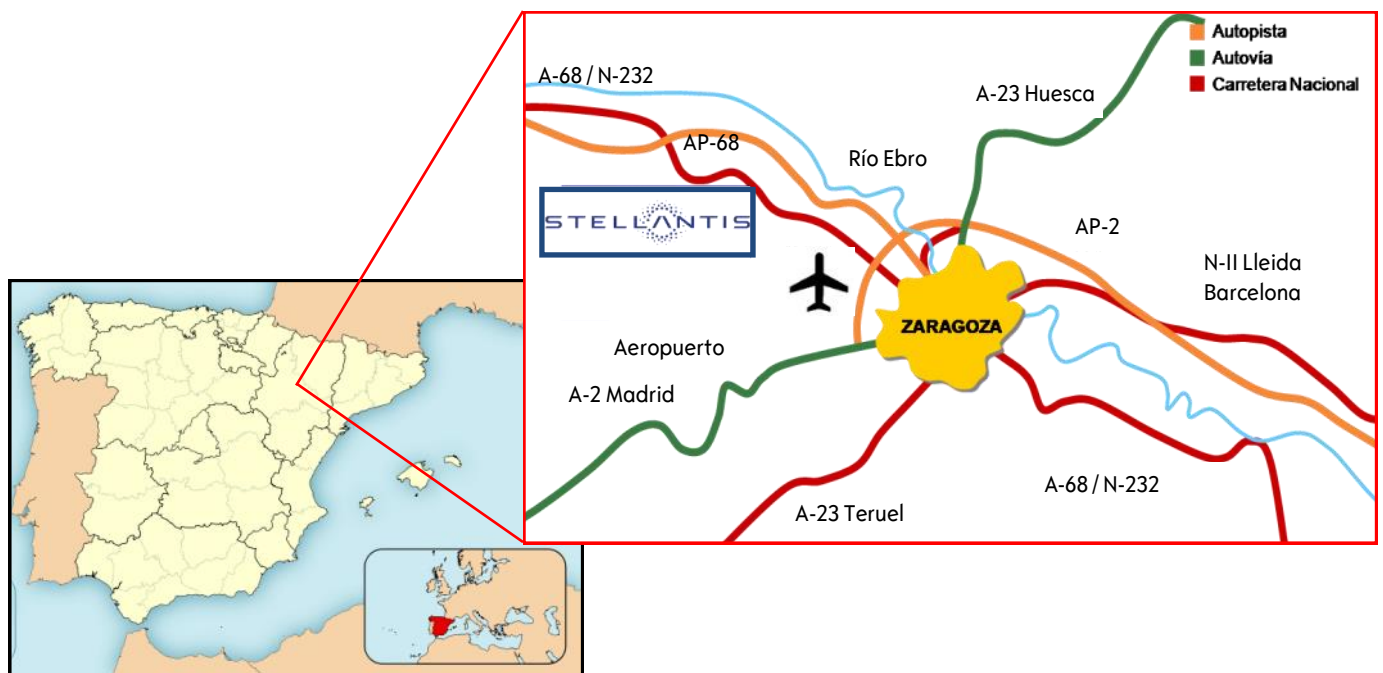 Autopista
Autovía
Carretera Nacional
A-68 / N-232
A-23 Huesca
AP-68
Río Ebro
STELLANTIS
AP-2
N-II Lleida
Barcelona
ZARAGOZA
Aeropuerto
A-2 Madrid
A-68 / N-232
A-23 Teruel